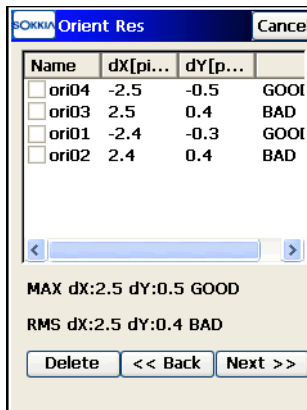 SOKKIA Orient Res Cance
Name dX[pi... dY[p...
ori04 -2.5 -0.5 GOOD
ori03 2.5 0.4 BAD
ori01 -2.4 -0.3 GOOD
ori02 2.4 0.4 BAD
MAX dX:2.5 dY:0.5 GOOD
RMS dX:2.5 dY:0.4 BAD
Delete << Back Next >>